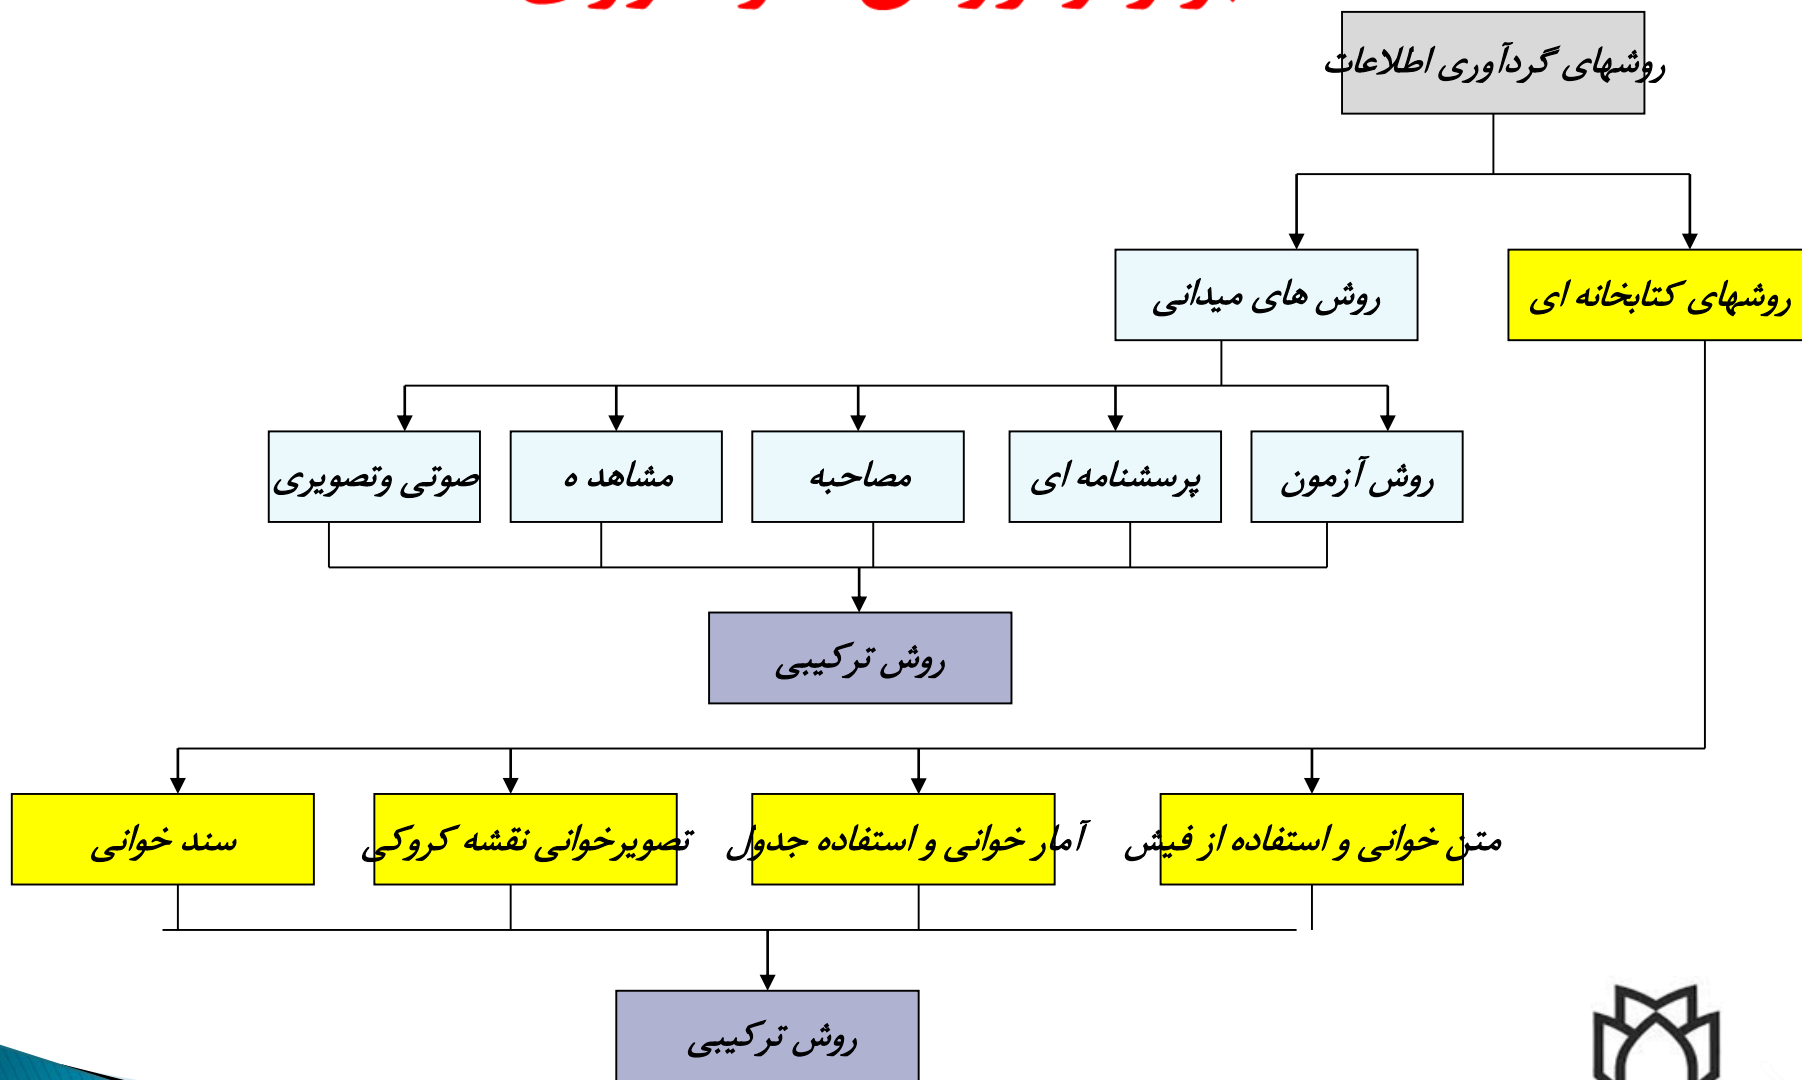 روشهای گردآوری اطلاعات
روشهای کتابخانه ای
روش های میدانی
روش آزمون
پرسشنامه ای
مصاحبه
مشاهد ه
صوتی وتصویری
روش ترکیبی
متن خوانی و استفاده از فیش
آمار خوانی و استفاده جدول
تصویرخوانی نقشه کروکی
سند خوانی
روش ترکیبی